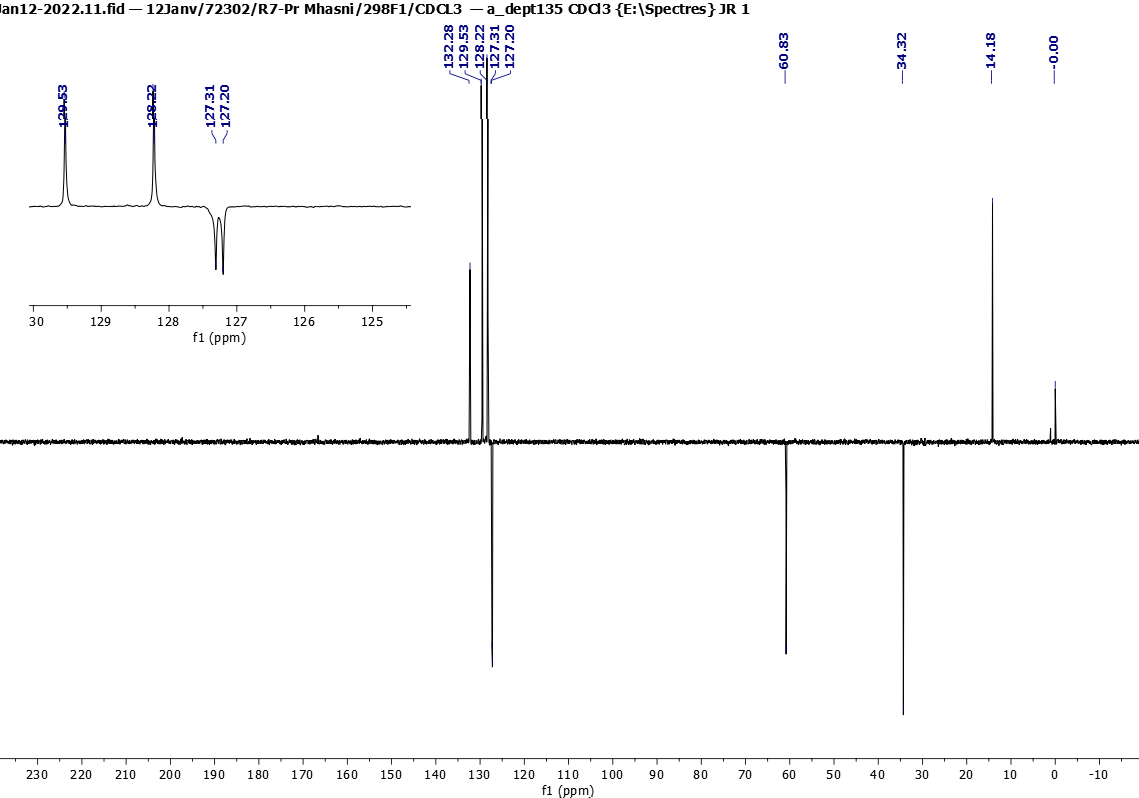 Jan12-2022.11.fid — 12Janv/72302/R7-Pr Mhasni/298F1/CDCL3 — a_dept135 CDCl3 {E:\Spectres} JR 1
132.28
129.53
128.22
127.31
127.20
60.83
34.32
14.18
-0.00
129.53
128.22
127.31
127.20
30 129 128 127 126 125
f1 (ppm)
230 220 210 200 190 180 170 160 150 140 130 120 110 100 90 80 70 60 50 40 30 20 10 0 -10
f1 (ppm)